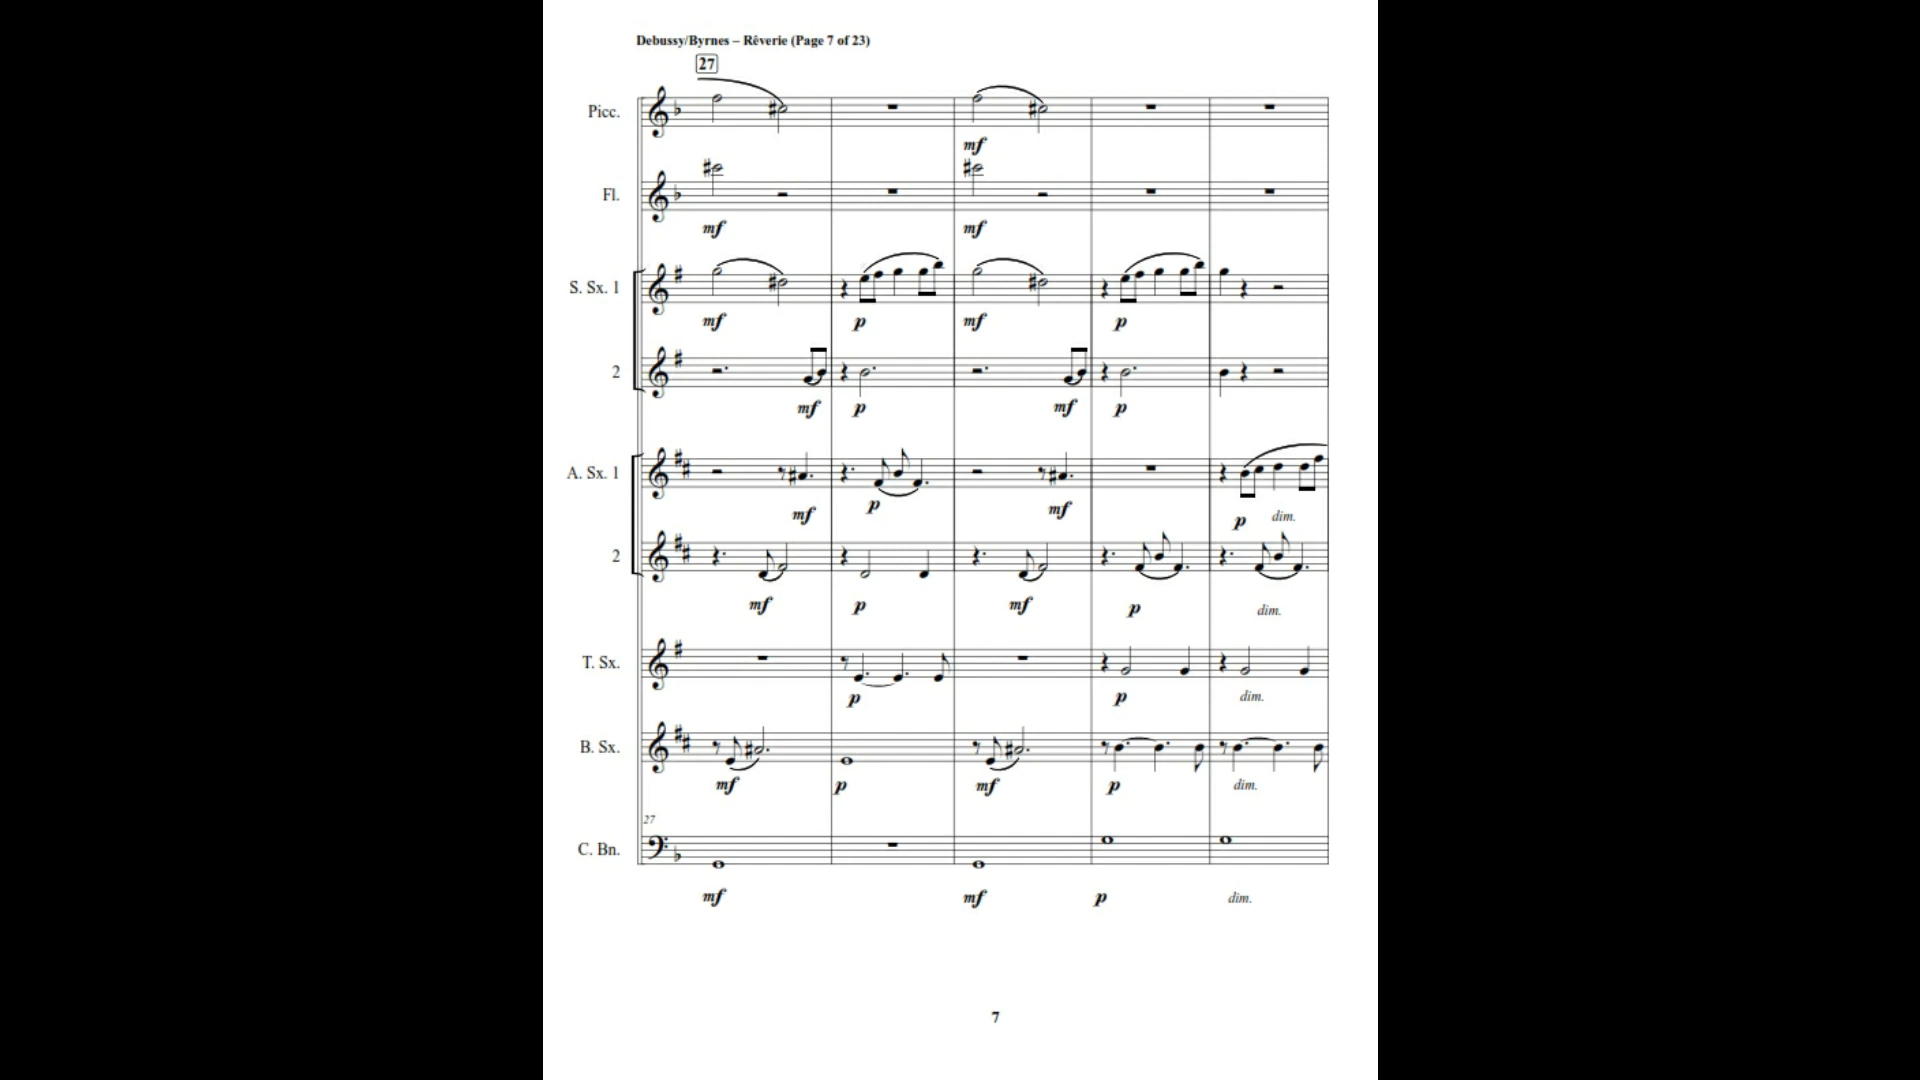 Debussy/Byrnes – Rêverie (Page 7 of 23)
27
Picc.
mf
Fl.
mf mf
S. Sx. 1
mf p mf p
2
mf p mf p
A. Sx. 1
mf p mf p dim.
2
mf p mf p dim.
T. Sx.
p p dim.
B. Sx.
mf p mf p dim.
27
C. Bn.
mf mf p dim.
7